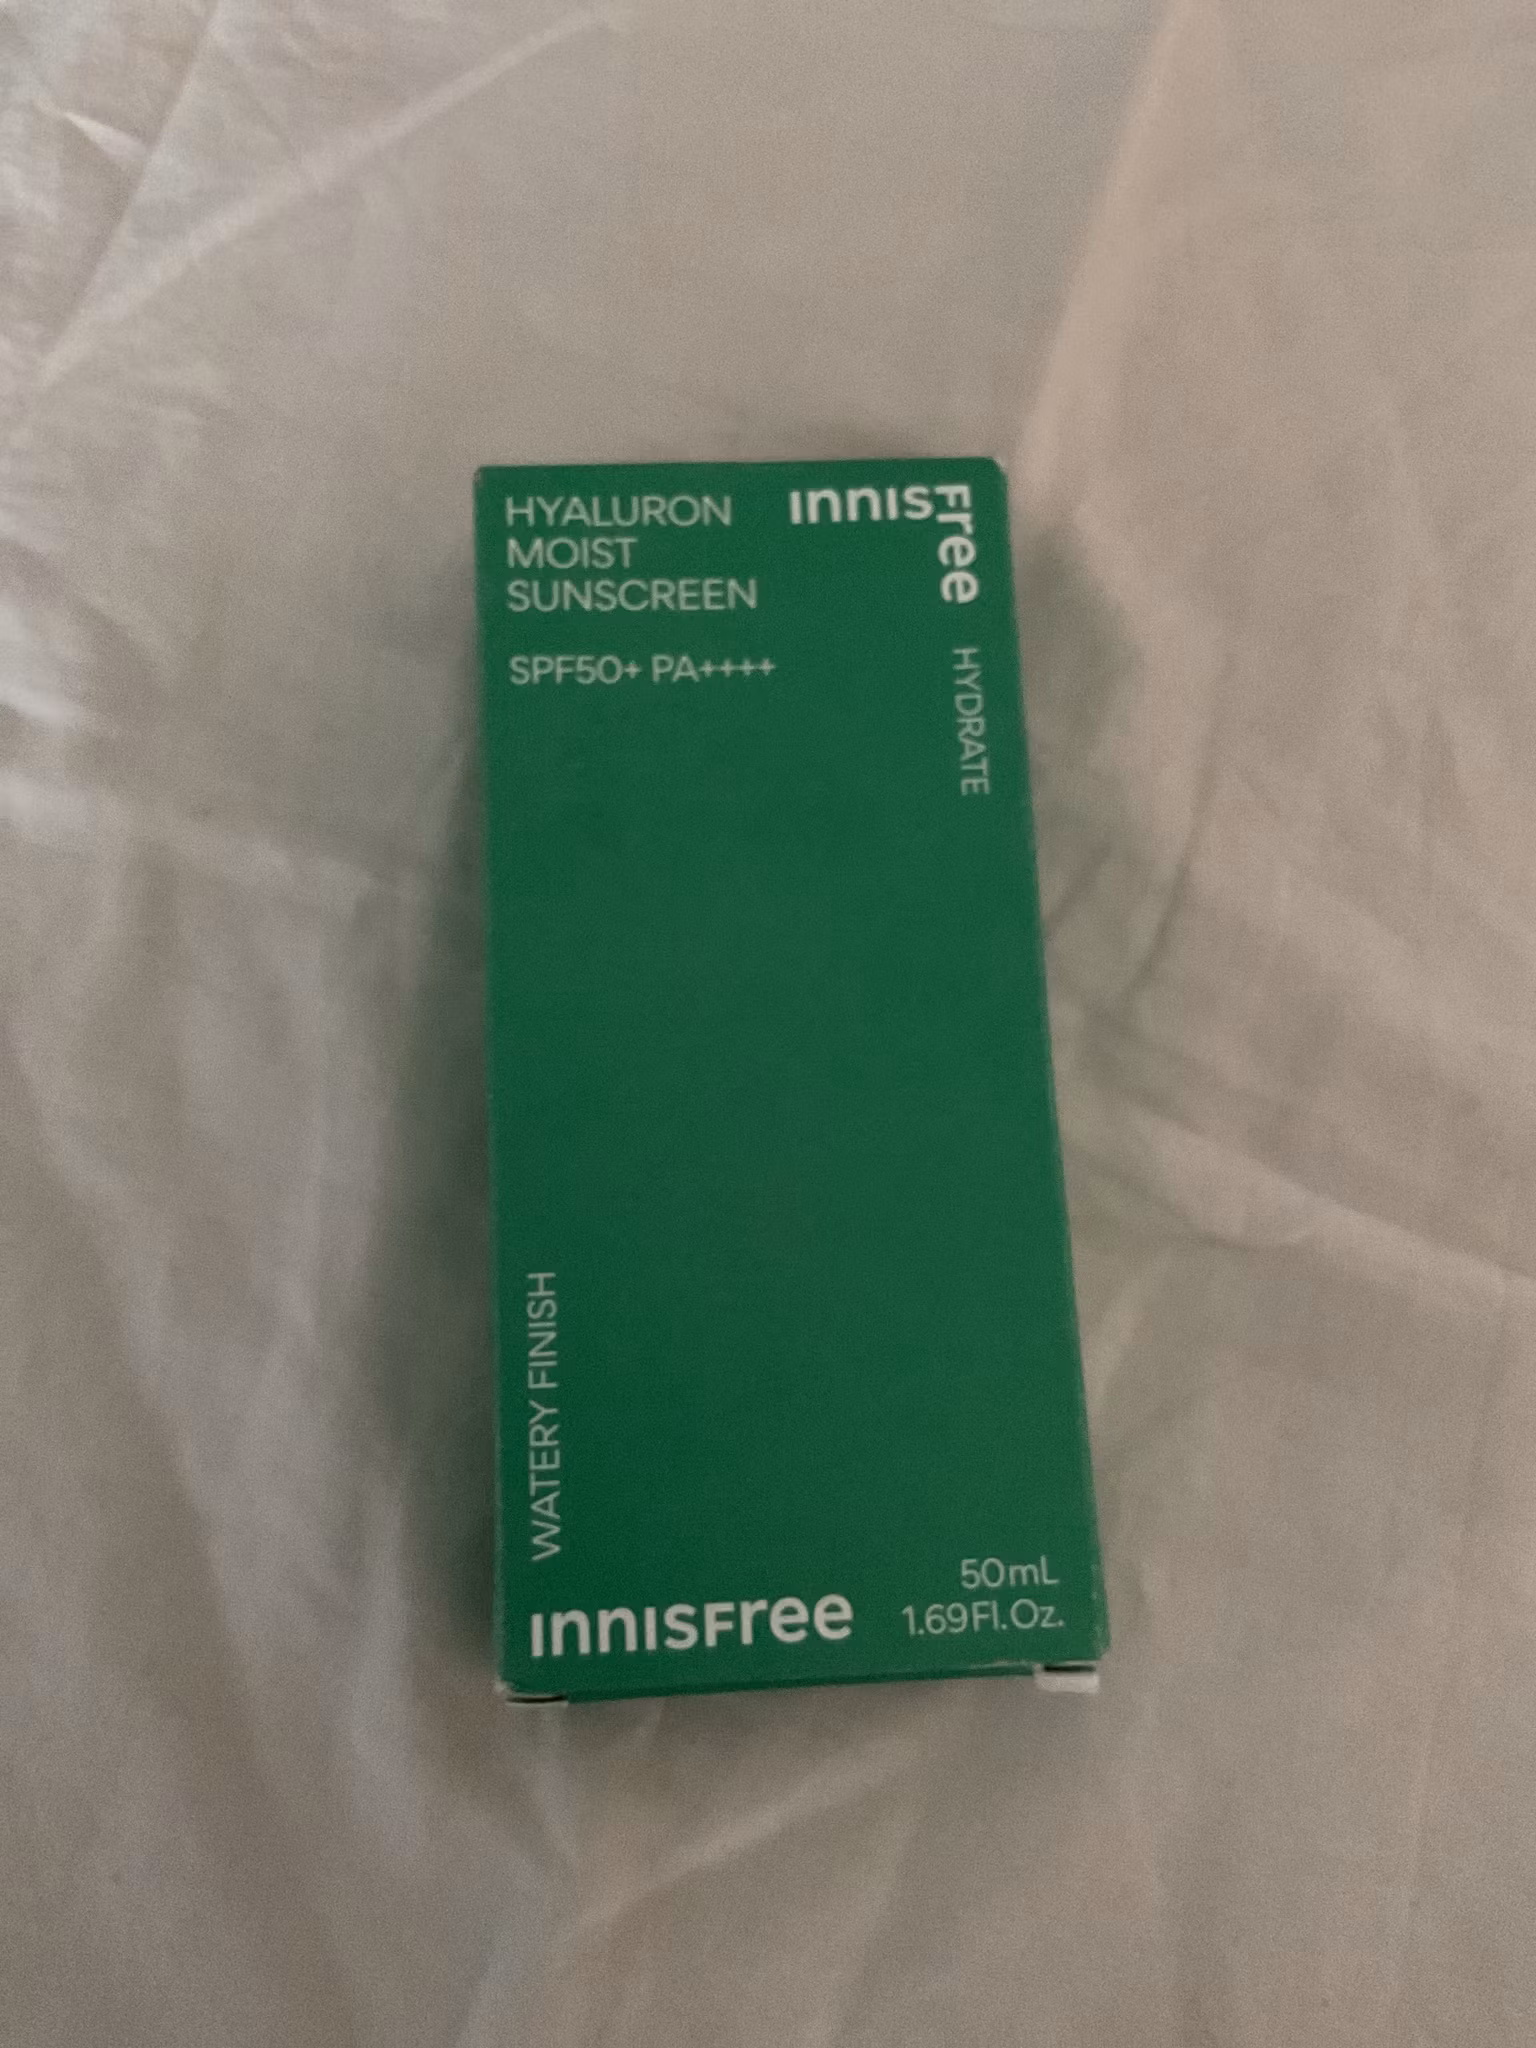 HYALURON
MOIST
SUNSCREEN
SPF50+ PA++++
INNISFree
HYDRATE
WATERY FINISH
INNISFree
50mL
1.69Fl.Oz.